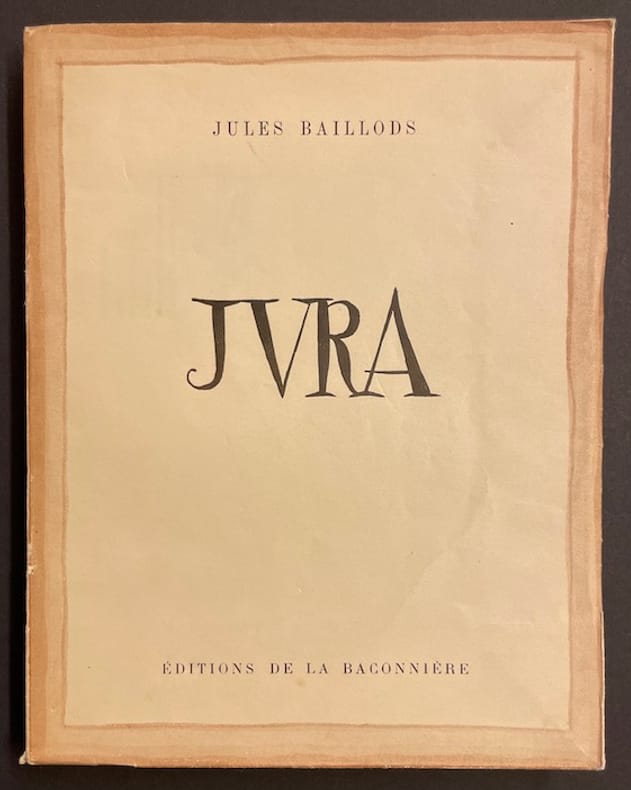 JULES BAILLODS
JVRA
ÉDITIONS DE LA BACONNIÈRE